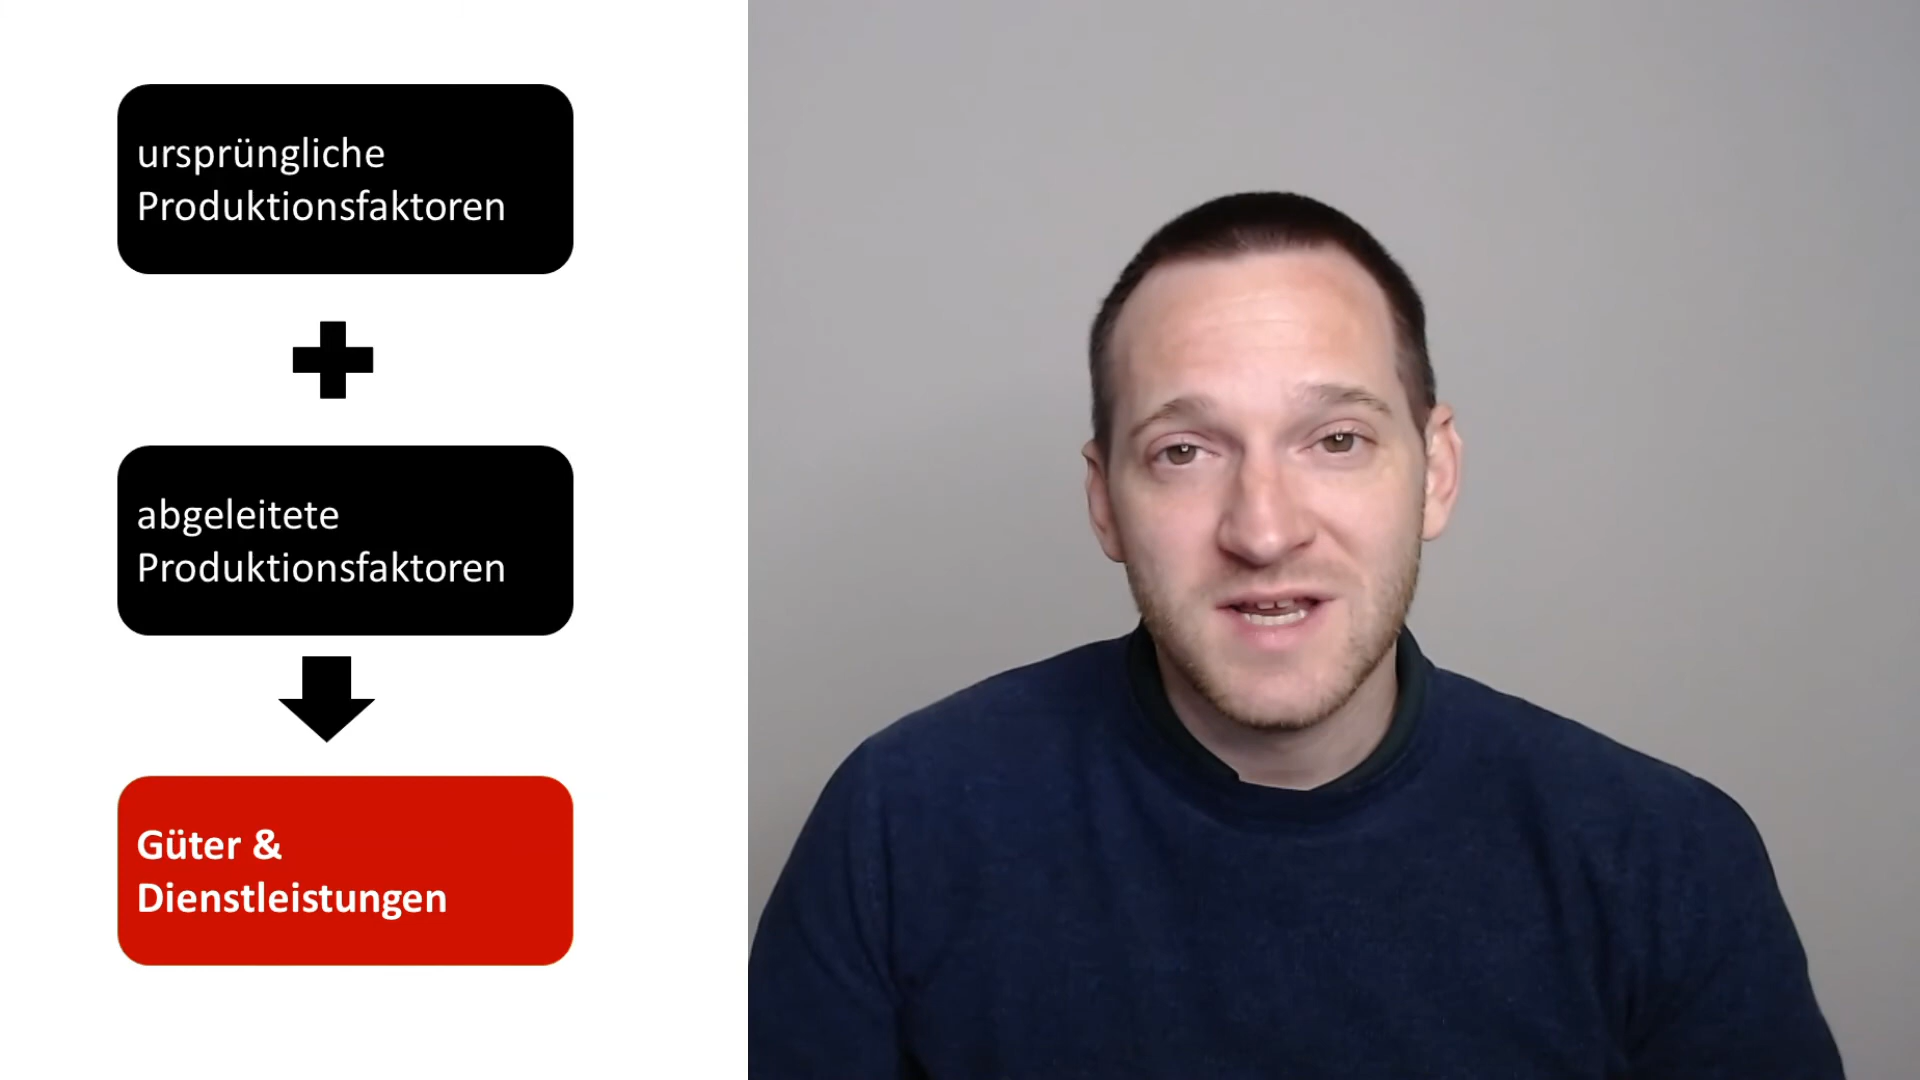 ursprüngliche
Produktionsfaktoren
abgeleitete
Produktionsfaktoren
Güter &
Dienstleistungen